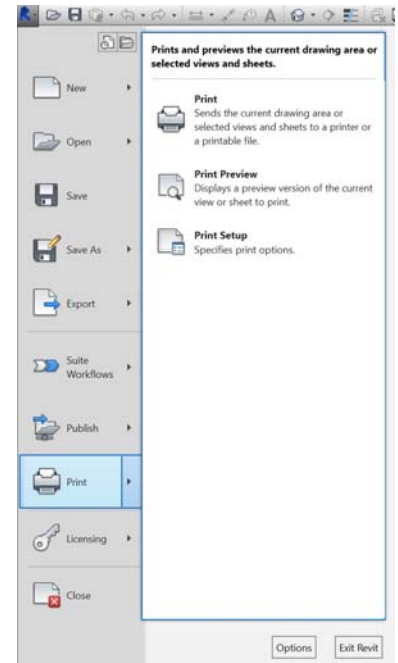 A
Prints and previews the current drawing area or
selected views and sheets.
New
Open
Save
Save As
Export
Suite
Workflows
Publish
Print
Licensing
Close
Print
Sends the current drawing area or
selected views and sheets to a printer or
a printable file.
Print Preview
Displays a preview version of the current
view or sheet to print.
Print Setup
Specifies print options.
Options
Exit Revit